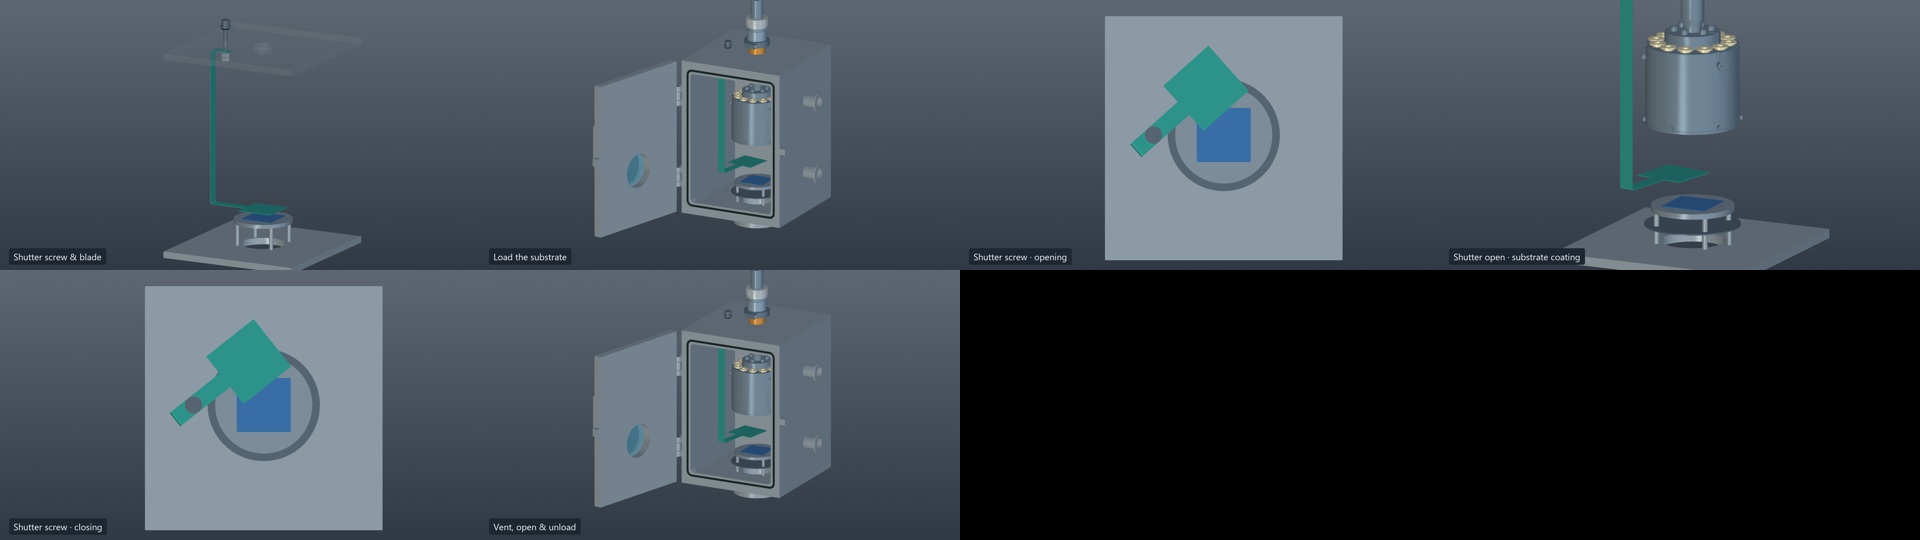 Shutter screw & blade
Load the substrate
Shutter screw · opening
Shutter open · substrate coating
Shutter screw · closing
Vent, open & unload